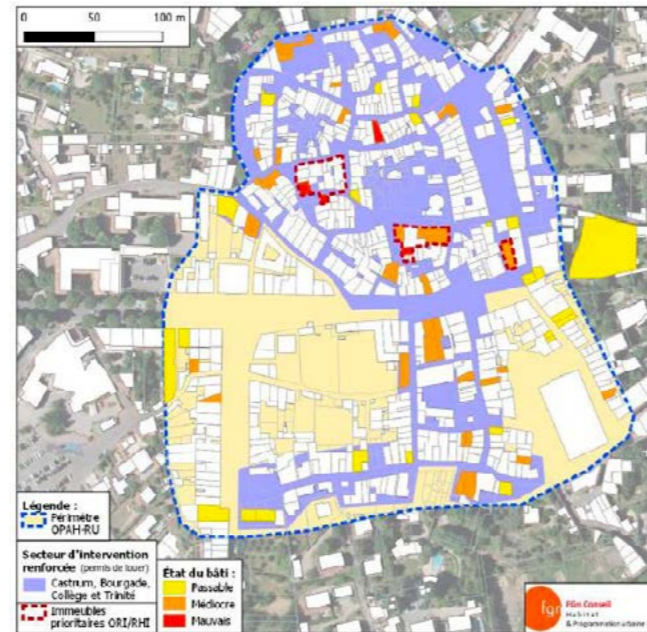 0 50 100 m
Légende :
Périmètre
OPAH-RU
Secteur d'intervention
renforcée (permis de louer)
Castrum, Bourgade,
Collège et Trinité
Immeubles
prioritaires ORI/RHI
État du bâti :
Passable
Médiocre
Mauvais
fgn
FGn Conseil
Habitat
& Programmation urbaine